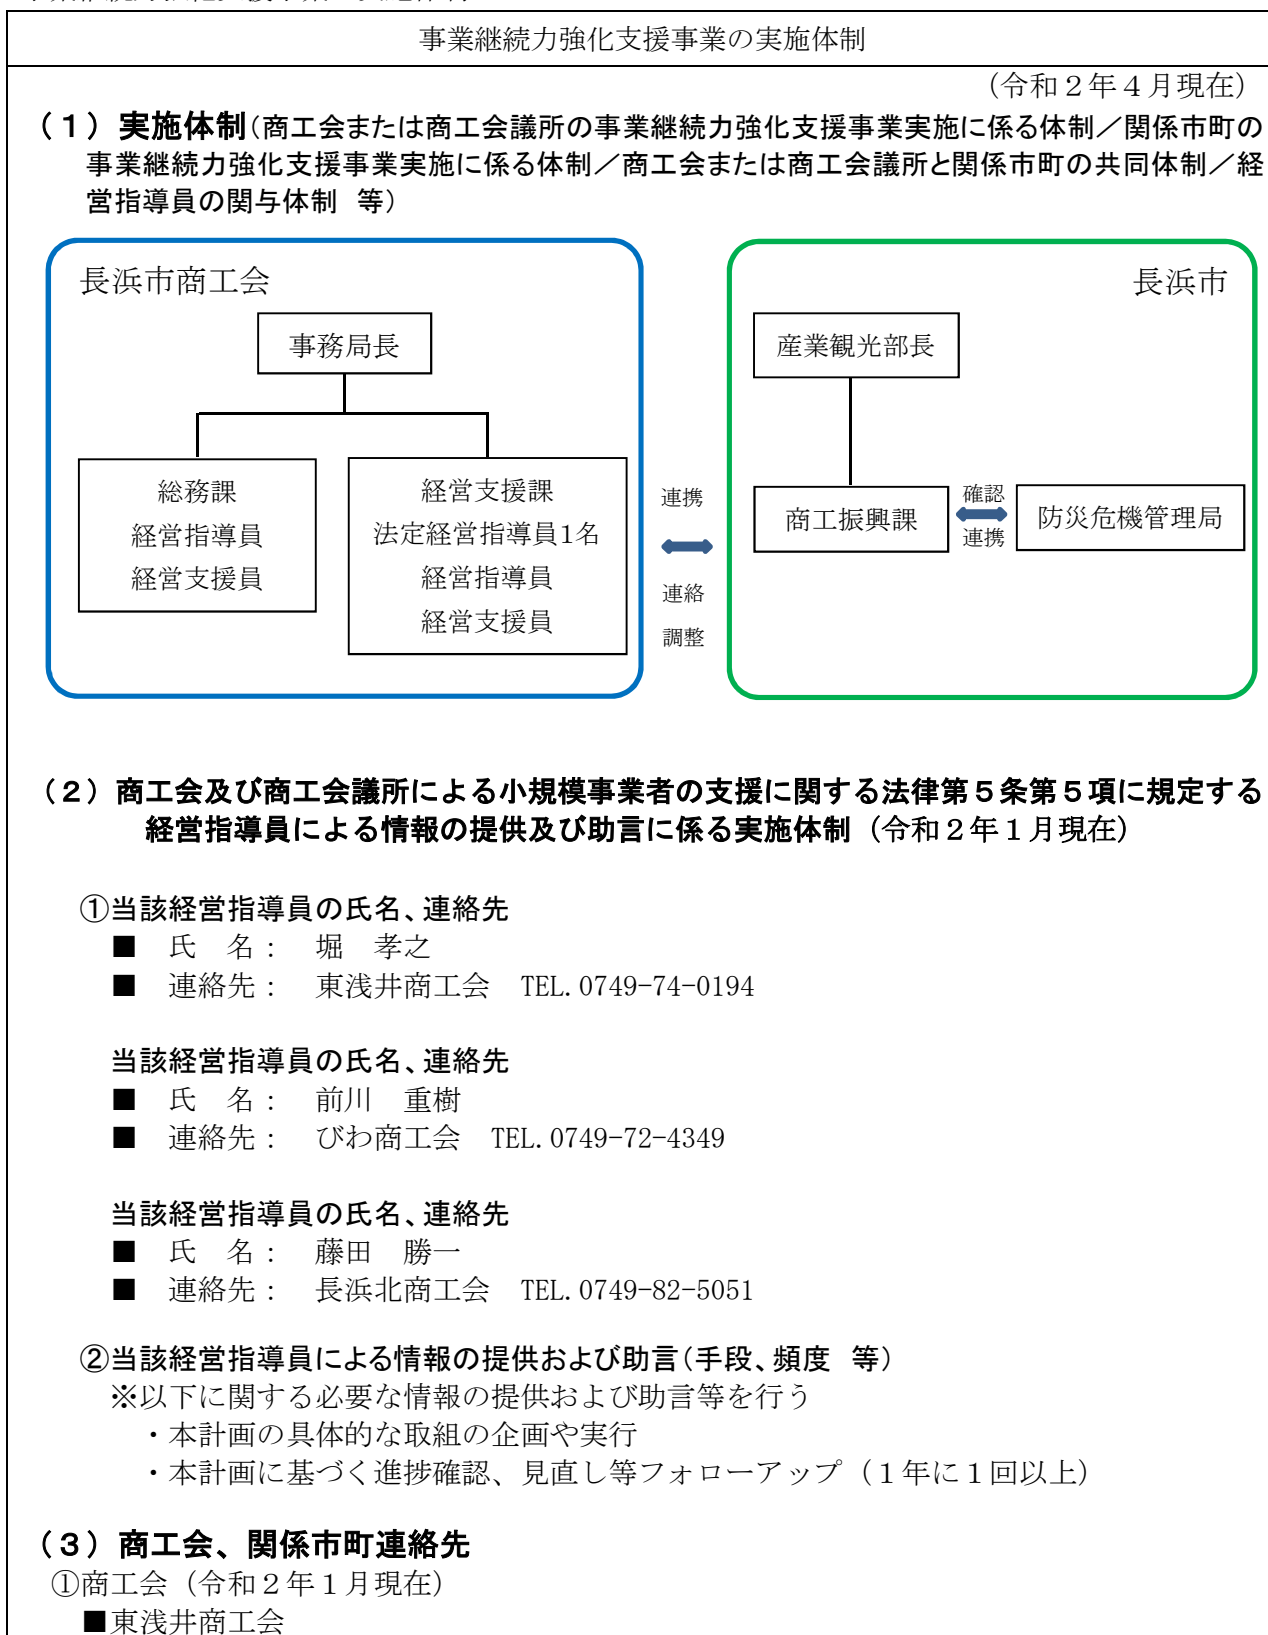 事業継続力強化支援事業の実施体制
（令和２年４月現在）
（１）実施体制（商工会または商工会議所の事業継続力強化支援事業実施に係る体制／関係市町の
事業継続力強化支援事業実施に係る体制／商工会または商工会議所と関係市町の共同体制／経
営指導員の関与体制　等）
長浜市商工会
事務局長
総務課
経営指導員
経営支援員
経営支援課
法定経営指導員1名
経営指導員
経営支援員
連携
連絡
調整
長浜市
産業観光部長
商工振興課
確認
連携
防災危機管理局
（２）商工会及び商工会議所による小規模事業者の支援に関する法律第５条第５項に規定する
経営指導員による情報の提供及び助言に係る実施体制（令和２年１月現在）
①当該経営指導員の氏名、連絡先
■　氏　名：　堀　孝之
■　連絡先：　東浅井商工会　TEL.0749-74-0194
当該経営指導員の氏名、連絡先
■　氏　名：　前川　重樹
■　連絡先：　びわ商工会　TEL.0749-72-4349
当該経営指導員の氏名、連絡先
■　氏　名：　藤田　勝一
■　連絡先：　長浜北商工会　TEL.0749-82-5051
②当該経営指導員による情報の提供および助言（手段、頻度　等）
※以下に関する必要な情報の提供および助言等を行う
・本計画の具体的な取組の企画や実行
・本計画に基づく進捗確認、見直し等フォローアップ（１年に１回以上）
（３）商工会、関係市町連絡先
①商工会（令和２年１月現在）
■東浅井商工会